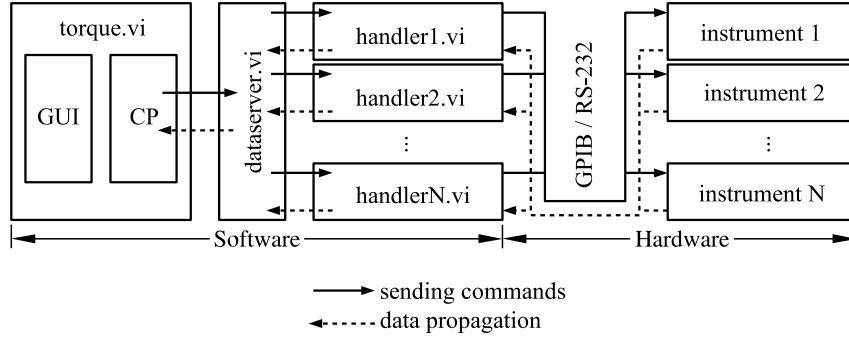 torque.vi
GUI
CP
dataserver.vi
handler1.vi
handler2.vi
⋮
handlerN.vi
GPIB / RS-232
instrument 1
instrument 2
⋮
instrument N
Software
Hardware
sending commands
data propagation